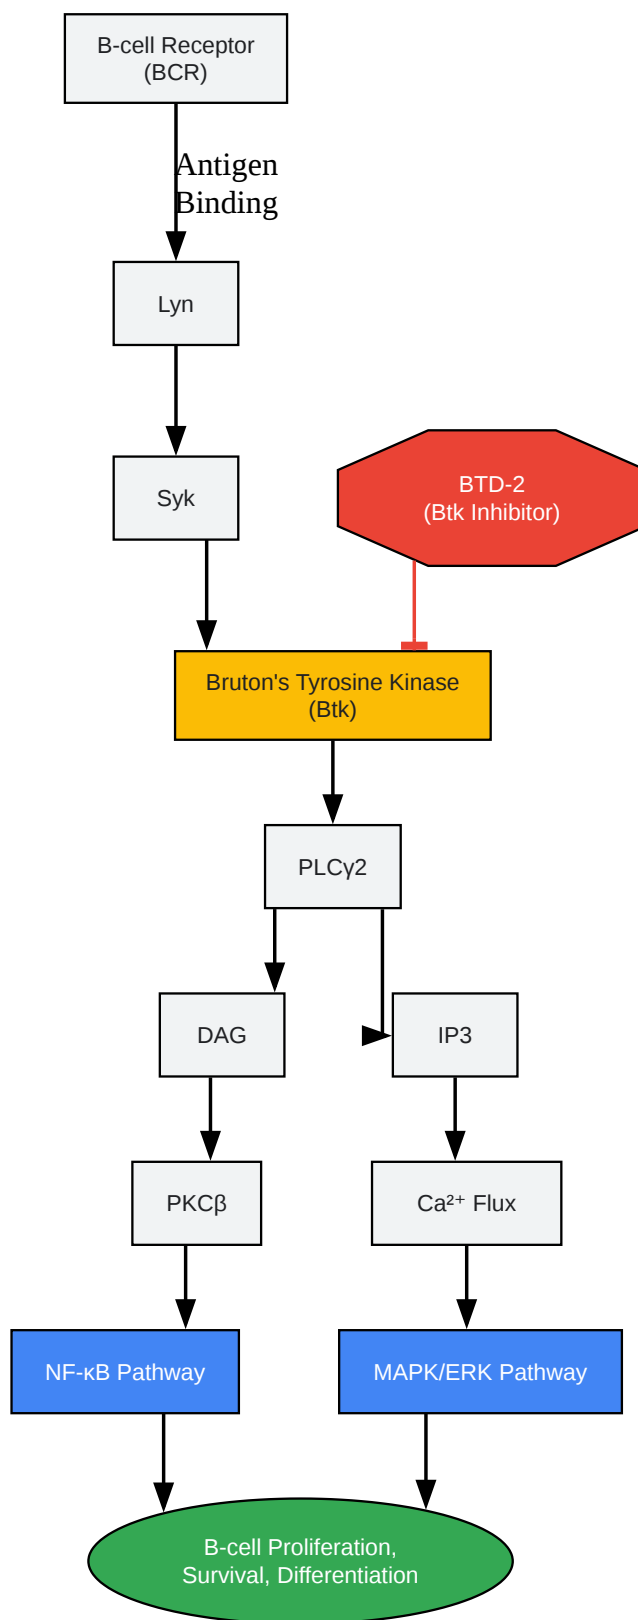 B-cell Receptor
(BCR)
Antigen
Binding
Lyn
Syk
BTD-2
(Btk Inhibitor)
Bruton's Tyrosine Kinase
(Btk)
PLCγ2
DAG
IP3
PKCβ
Ca²⁺ Flux
NF-κB Pathway
MAPK/ERK Pathway
B-cell Proliferation,
Survival, Differentiation